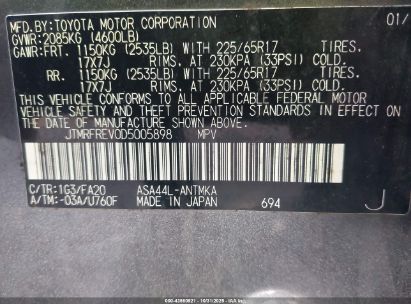 MFD.BY:TOYOTA MOTOR CORPORATION 01/
GVWR:2085KG (4600LB)
GAWR:FRT. 1150KG (2535LB) WITH 225/65R17 TIRES.
17X7J RIMS. AT 230KPA (33PSI) COLD.
RR. 1150KG (2535LB) WITH 225/65R17 TIRES.
17X7J RIMS. AT 230KPA (33PSI) COLD.
THIS VEHICLE CONFORMS TO ALL APPLICABLE FEDERAL MOTOR
VEHICLE SAFETY AND THEFT PREVENTION STANDARDS IN EFFECT ON
THE DATE OF MANUFACTURE SHOWN ABOVE.
JTMRFREV0D5005898 MPV
C/TR:1G3/FA20 ASA44L-ANTMKA
A/TM:-03A/U760F MADE IN JAPAN 694 J